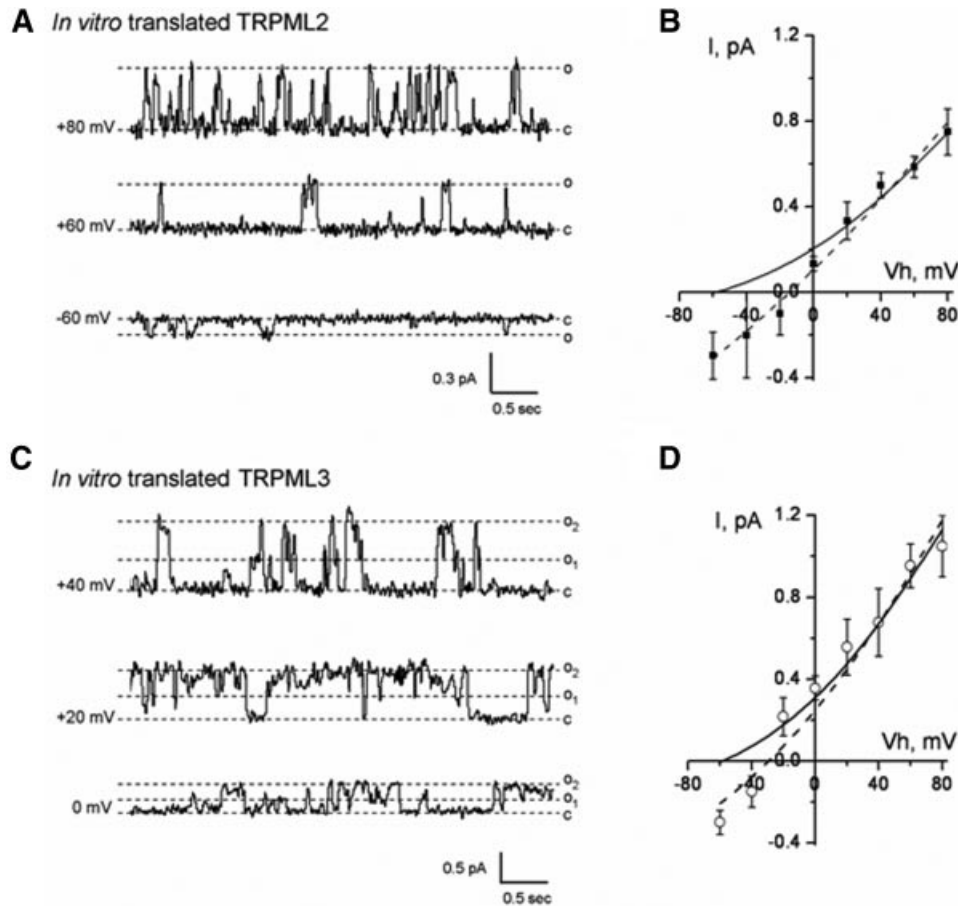 A In vitro translated TRPML2
o
+80 mV c
o
+60 mV c
-60 mV c
o
0.3 pA
0.5 sec
B
I, pA
1.2
0.8
0.4
Vh, mV
0.0
-80 -40 0 40 80
-0.4
C In vitro translated TRPML3
o2
o1
+40 mV c
o2
o1
+20 mV c
o2
o1
0 mV c
0.5 pA
0.5 sec
D
I, pA
1.2
0.8
0.4
Vh, mV
0.0
-80 -40 0 40 80
-0.4